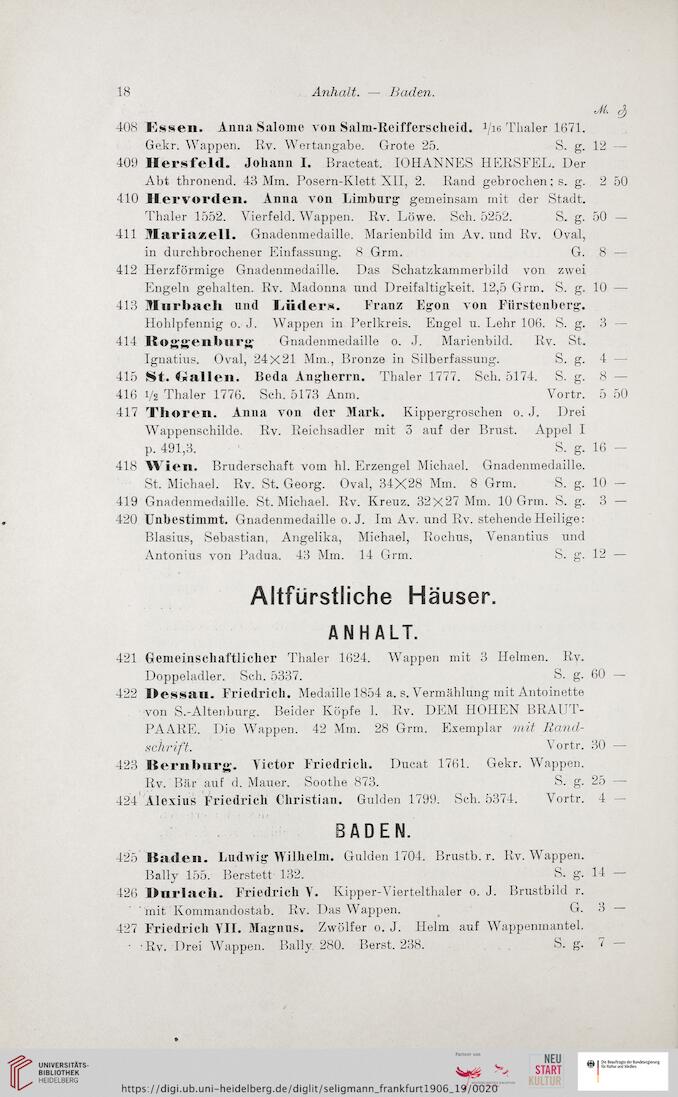 18 Anhalt. — Baden.
ℳ. ₰
408 Essen. Anna Salome von Salm-Reifferscheid. 1/16 Thaler 1671.
Gekr. Wappen. Rv. Wertangabe. Grote 25. S. g. 12 —
409 Hersfeld. Johann I. Bracteat. IOHANNES HERSFEL. Der
Abt thronend. 43 Mm. Posern-Klett XII, 2. Rand gebrochen; s. g. 2 50
410 Hervorden. Anna von Limburg gemeinsam mit der Stadt.
Thaler 1552. Vierfeld. Wappen. Rv. Löwe. Sch. 5252. S. g. 50 —
411 Mariazell. Gnadenmedaille. Marienbild im Av. und Rv. Oval,
in durchbrochener Einfassung. 8 Grm. G. 8 —
412 Herzförmige Gnadenmedaille. Das Schatzkammerbild von zwei
Engeln gehalten. Rv. Madonna und Dreifaltigkeit. 12,5 Grm. S. g. 10 —
413 Murbach und Lüders. Franz Egon von Fürstenberg.
Hohlpfennig o. J. Wappen in Perlkreis. Engel u. Lehr 106. S. g. 3 —
414 Roggenburg Gnadenmedaille o. J. Marienbild. Rv. St.
Ignatius. Oval, 24×21 Mm., Bronze in Silberfassung. S. g. 4 —
415 St. Gallen. Beda Angherrn. Thaler 1777. Sch. 5174. S. g. 8 —
416 1/2 Thaler 1776. Sch. 5173 Anm. Vortr. 5 50
417 Thoren. Anna von der Mark. Kippergroschen o. J. Drei
Wappenschilde. Rv. Reichsadler mit 3 auf der Brust. Appel I
p. 491,3. S. g. 16 —
418 Wien. Bruderschaft vom hl. Erzengel Michael. Gnadenmedaille.
St. Michael. Rv. St. Georg. Oval, 34×28 Mm. 8 Grm. S. g. 10 —
419 Gnadenmedaille. St. Michael. Rv. Kreuz. 32×27 Mm. 10 Grm. S. g. 3 —
420 Unbestimmt. Gnadenmedaille o. J. Im Av. und Rv. stehende Heilige:
Blasius, Sebastian, Angelika, Michael, Rochus, Venantius und
Antonius von Padua. 43 Mm. 14 Grm. S. g. 12 —
Altfürstliche Häuser.
ANHALT.
421 Gemeinschaftlicher Thaler 1624. Wappen mit 3 Helmen. Rv.
Doppeladler. Sch. 5337. S. g. 60 —
422 Dessau. Friedrich. Medaille 1854 a. s. Vermählung mit Antoinette
von S.-Altenburg. Beider Köpfe l. Rv. DEM HOHEN BRAUT-
PAARE. Die Wappen. 42 Mm. 28 Grm. Exemplar mit Rand-
schrift. Vortr. 30 —
423 Bernburg. Victor Friedrich. Ducat 1761. Gekr. Wappen.
Rv. Bär auf d. Mauer. Soothe 873. S. g. 25 —
424 Alexius Friedrich Christian. Gulden 1799. Sch. 5374. Vortr. 4 —
BADEN.
425 Baden. Ludwig Wilhelm. Gulden 1704. Brustb. r. Rv. Wappen.
Bally 155. Berstett 132. S. g. 14 —
426 Durlach. Friedrich V. Kipper-Viertelthaler o. J. Brustbild r.
mit Kommandostab. Rv. Das Wappen. G. 3 —
427 Friedrich VII. Magnus. Zwölfer o. J. Helm auf Wappenmantel.
Rv. Drei Wappen. Bally 280. Berst. 238. S. g. 7 —
UNIVERSITÄTS-
BIBLIOTHEK
HEIDELBERG
https://digi.ub.uni-heidelberg.de/diglit/seligmann_frankfurt1906_19/0020
Partner von
NEU
START
KULTUR
Die Beauftragte der Bundesregierung
für Kultur und Medien